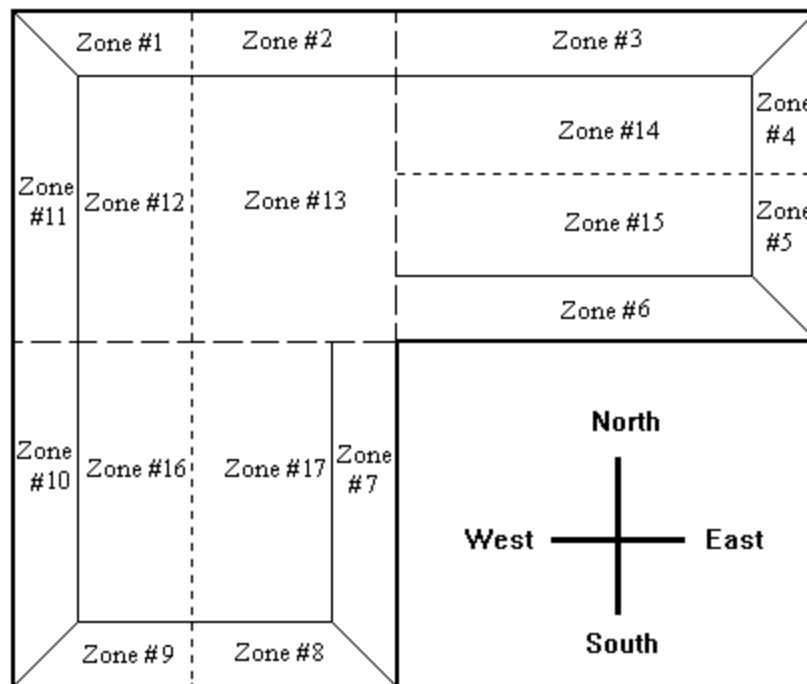 Zone #1
Zone #2
Zone #3
Zone
#4
Zone #14
Zone
#11
Zone #12
Zone #13
Zone #15
Zone
#5
Zone #6
Zone
#10
Zone #16
Zone #17
Zone
#7
Zone #9
Zone #8
North
West
East
South